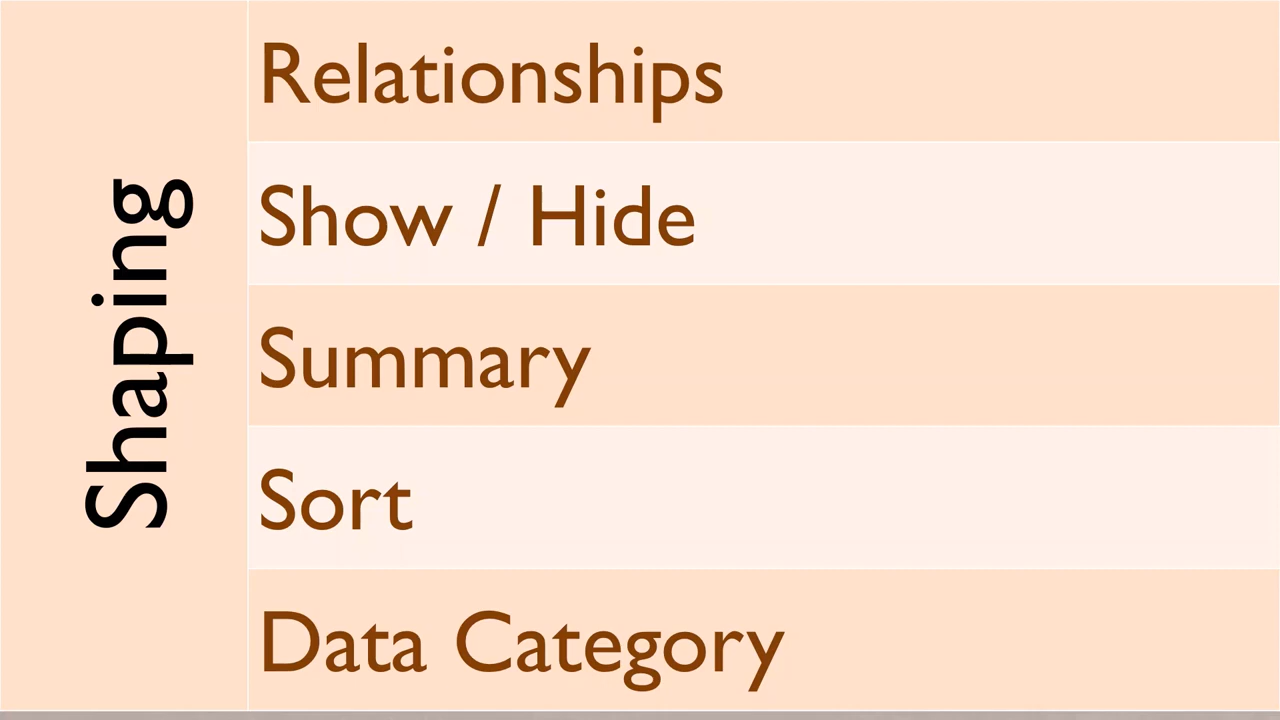 Shaping
Relationships
Show / Hide
Summary
Sort
Data Category